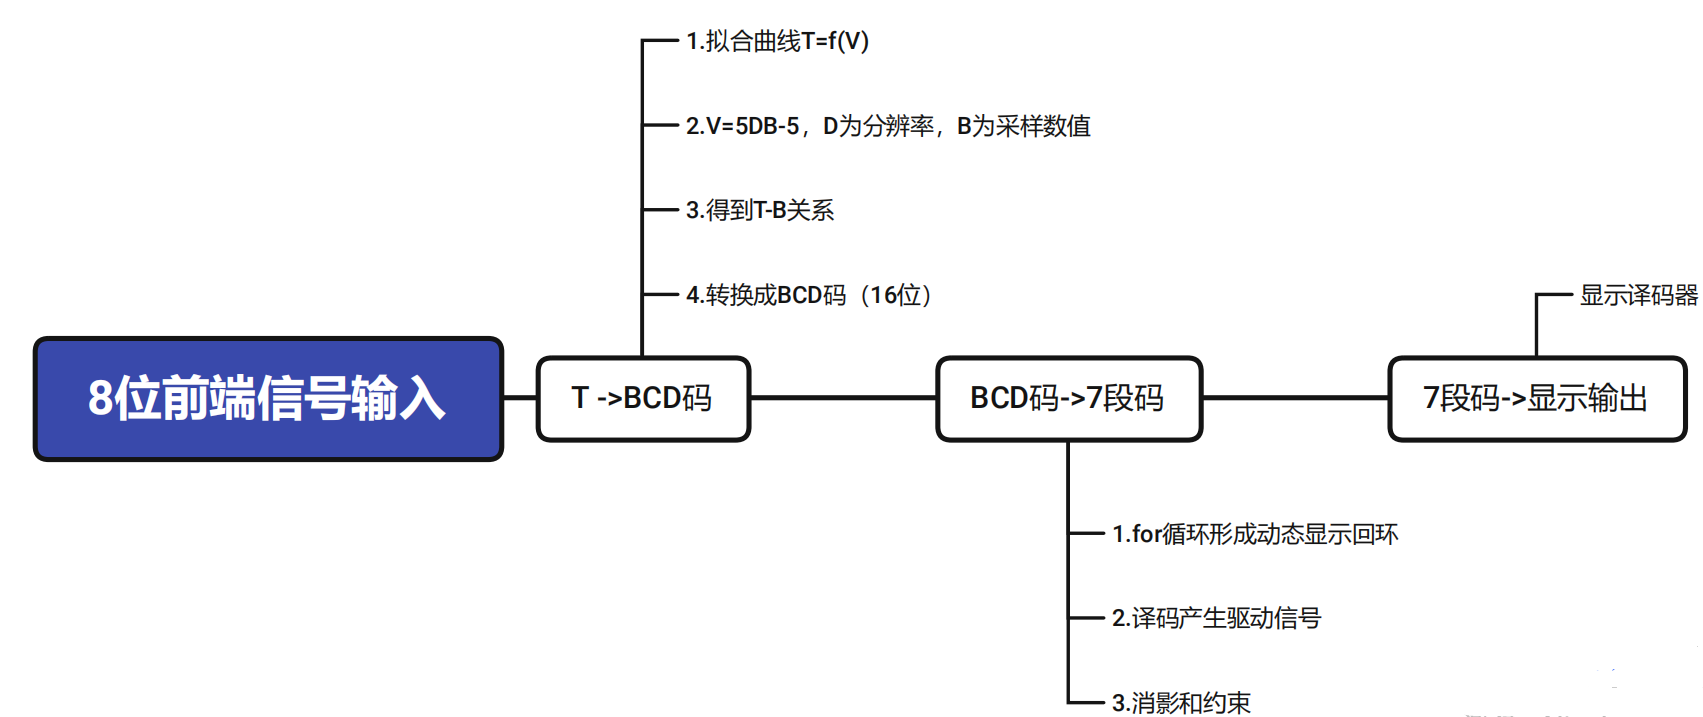 1.拟合曲线T=f(V)
2.V=5DB-5，D为分辨率，B为采样数值
3.得到T-B关系
4.转换成BCD码（16位）
显示译码器
8位前端信号输入
T ->BCD码
BCD码->7段码
7段码->显示输出
1.for循环形成动态显示回环
2.译码产生驱动信号
3.消影和约束